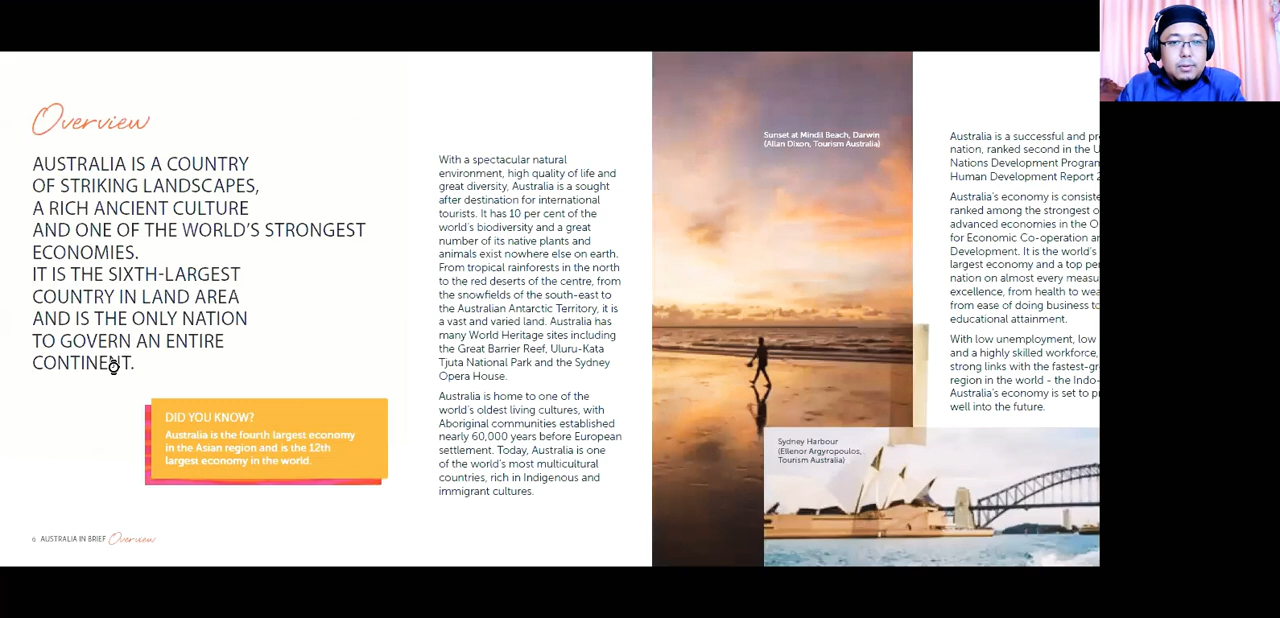 Overview
AUSTRALIA IS A COUNTRY
OF STRIKING LANDSCAPES,
A RICH ANCIENT CULTURE
AND ONE OF THE WORLD'S STRONGEST
ECONOMIES.
IT IS THE SIXTH-LARGEST
COUNTRY IN LAND AREA
AND IS THE ONLY NATION
TO GOVERN AN ENTIRE
CONTINENT.
DID YOU KNOW?
Australia is the fourth largest economy
in the Asian region and is the 12th
largest economy in the world.
6 AUSTRALIA IN BRIEF Overview
With a spectacular natural
environment, high quality of life and
great diversity, Australia is a sought
after destination for international
tourists. It has 10 per cent of the
world's biodiversity and a great
number of its native plants and
animals exist nowhere else on earth.
From tropical rainforests in the north
to the red deserts of the centre, from
the snowfields of the south-east to
the Australian Antarctic Territory, it is
a vast and varied land. Australia has
many World Heritage sites including
the Great Barrier Reef, Uluru-Kata
Tjuta National Park and the Sydney
Opera House.
Australia is home to one of the
world's oldest living cultures, with
Aboriginal communities established
nearly 60,000 years before European
settlement. Today, Australia is one
of the world's most multicultural
countries, rich in Indigenous and
immigrant cultures.
Sunset at Mindil Beach, Darwin
(Allan Dixon, Tourism Australia)
Sydney Harbour
(Ellenor Argyropoulos,
Tourism Australia)
Australia is a successful and
nation, ranked second in the
Nations Development
Human Development Report
Australia's economy is
ranked among the strongest
advanced economies in the
for Economic Co-operation
Development. It is the world's
largest economy and a top
nation on almost every
excellence, from health to
from ease of doing business to
educational attainment.
With low unemployment, low
and a highly skilled workforce,
strong links with the
region in the world - the
Australia's economy is set to
well into the future.